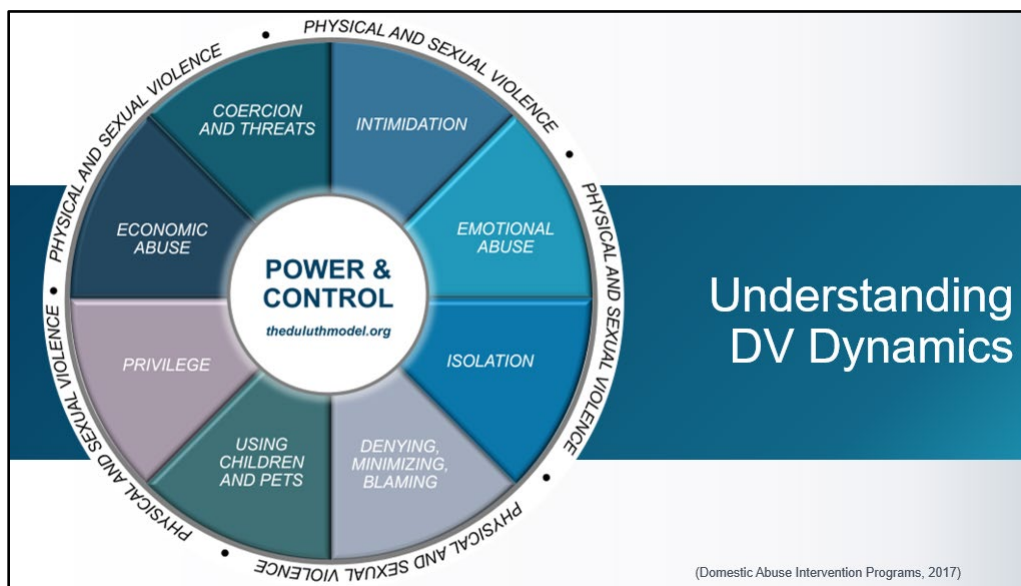 PHYSICAL AND SEXUAL VIOLENCE •
PHYSICAL AND SEXUAL VIOLENCE •
PHYSICAL AND SEXUAL VIOLENCE •
PHYSICAL AND SEXUAL VIOLENCE •
PHYSICAL AND SEXUAL VIOLENCE •
PHYSICAL AND SEXUAL VIOLENCE •
COERCION
AND THREATS
INTIMIDATION
EMOTIONAL
ABUSE
ISOLATION
DENYING,
MINIMIZING,
BLAMING
USING
CHILDREN
AND PETS
PRIVILEGE
ECONOMIC
ABUSE
POWER &
CONTROL
theduluthmodel.org
Understanding
DV Dynamics
(Domestic Abuse Intervention Programs, 2017)